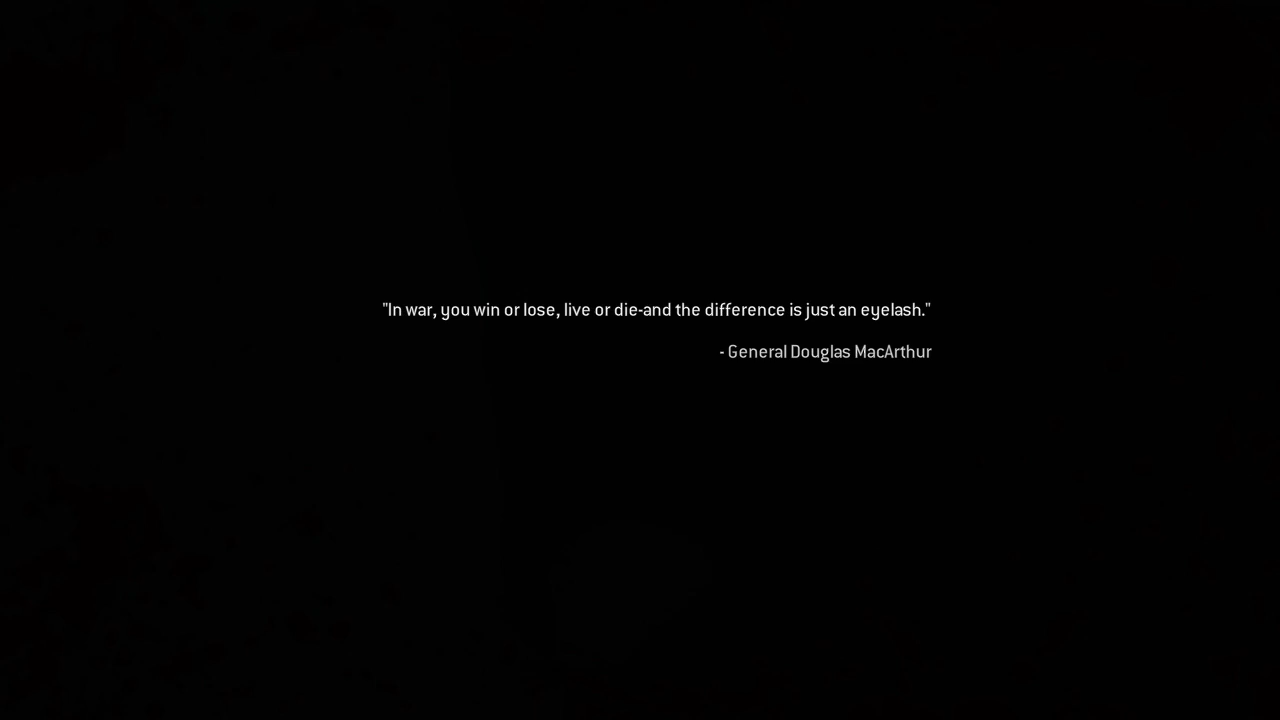 "In war, you win or lose, live or die-and the difference is just an eyelash."
- General Douglas MacArthur